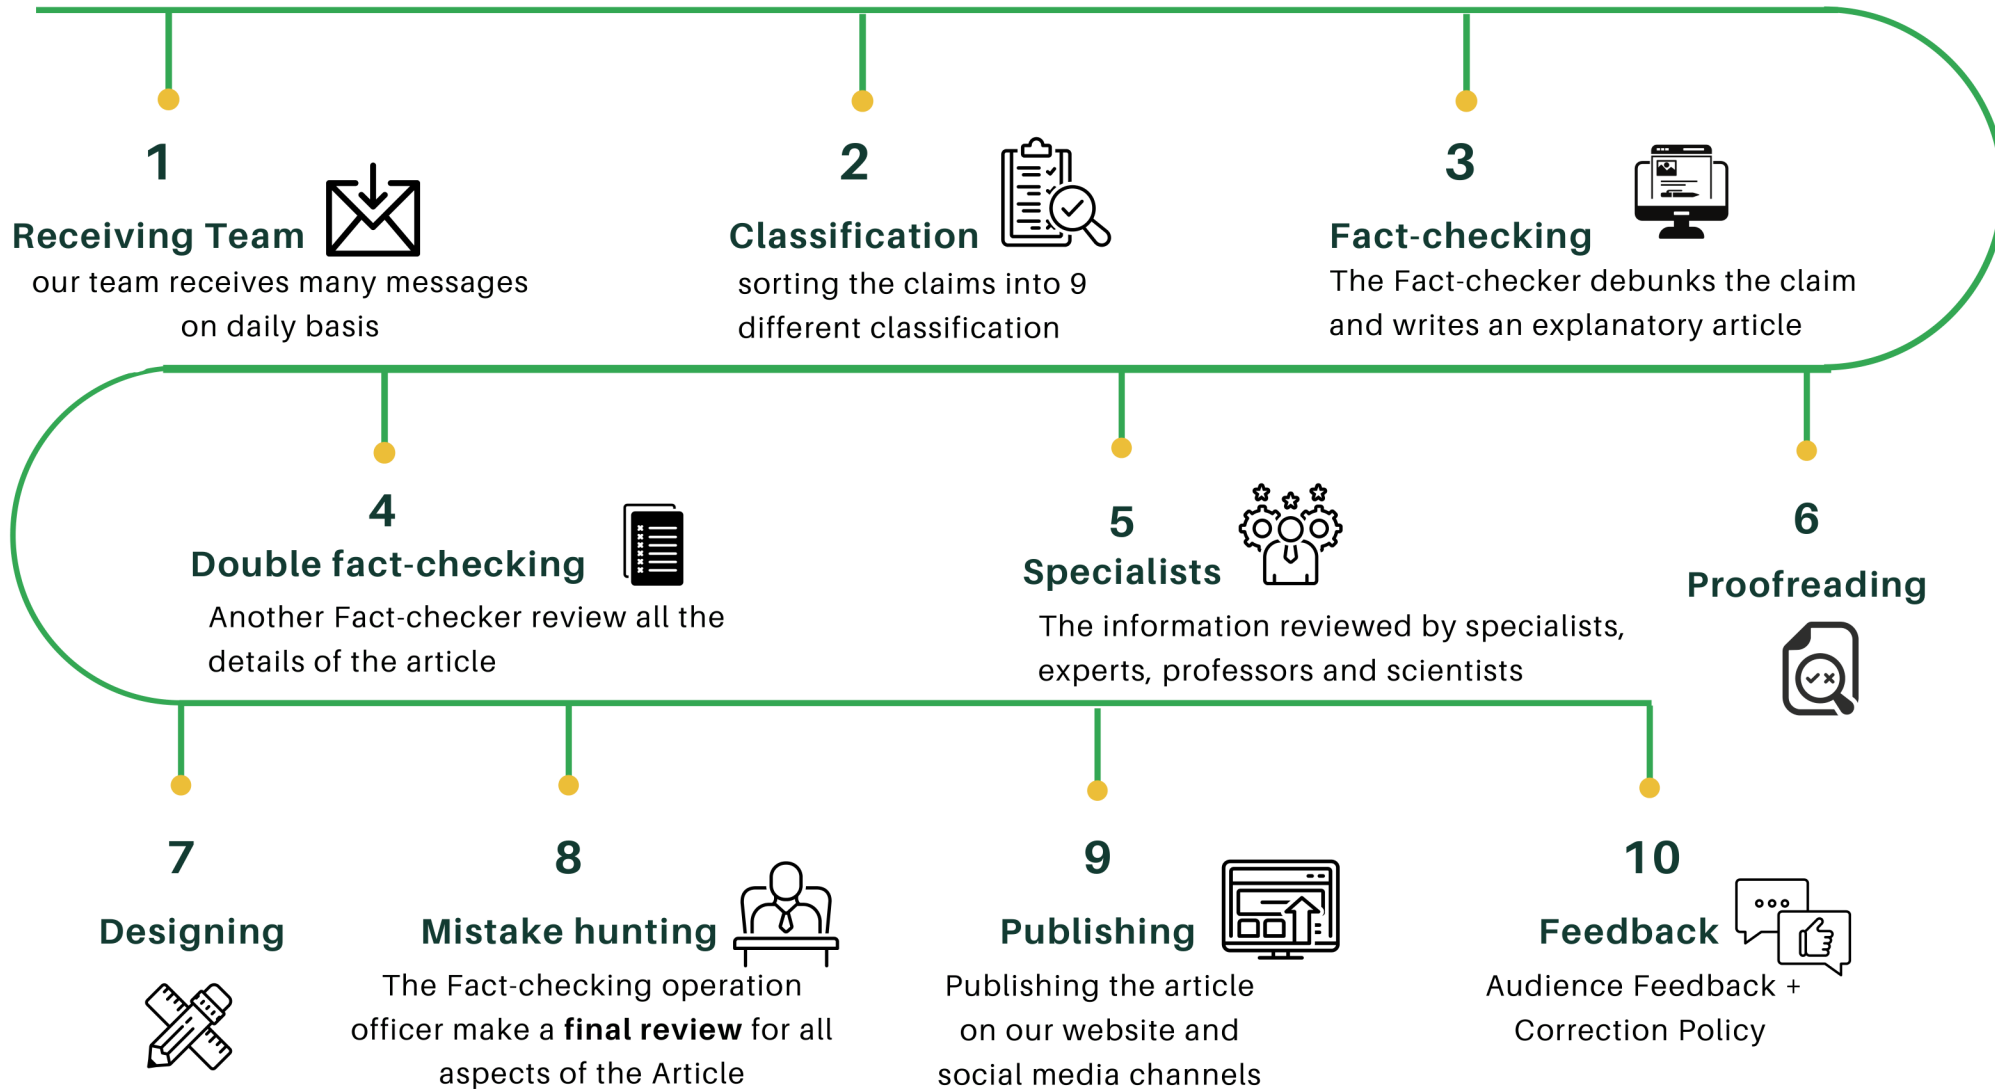 1
Receiving Team
our team receives many messages
on daily basis
2
Classification
sorting the claims into 9
different classification
3
Fact-checking
The Fact-checker debunks the claim
and writes an explanatory article
4
Double fact-checking
Another Fact-checker review all the
details of the article
5
Specialists
The information reviewed by specialists,
experts, professors and scientists
6
Proofreading
7
Designing
8
Mistake hunting
The Fact-checking operation
officer make a final review for all
aspects of the Article
9
Publishing
Publishing the article
on our website and
social media channels
10
Feedback
Audience Feedback +
Correction Policy